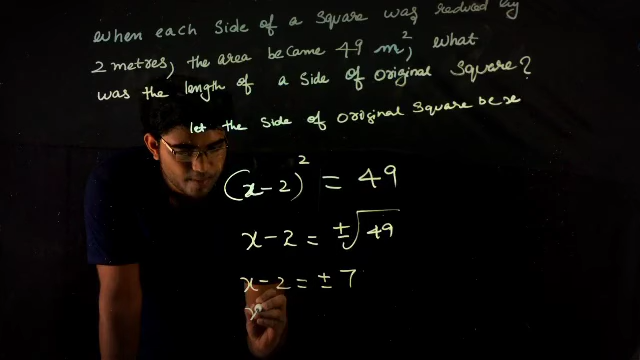 when each side of a square was reduced by
2 metres, the area became 49 m², what
was the length of a side of original square?
let the side of original square be x
(x-2)² = 49
x-2 = ±√49
x-2 = ±7
x